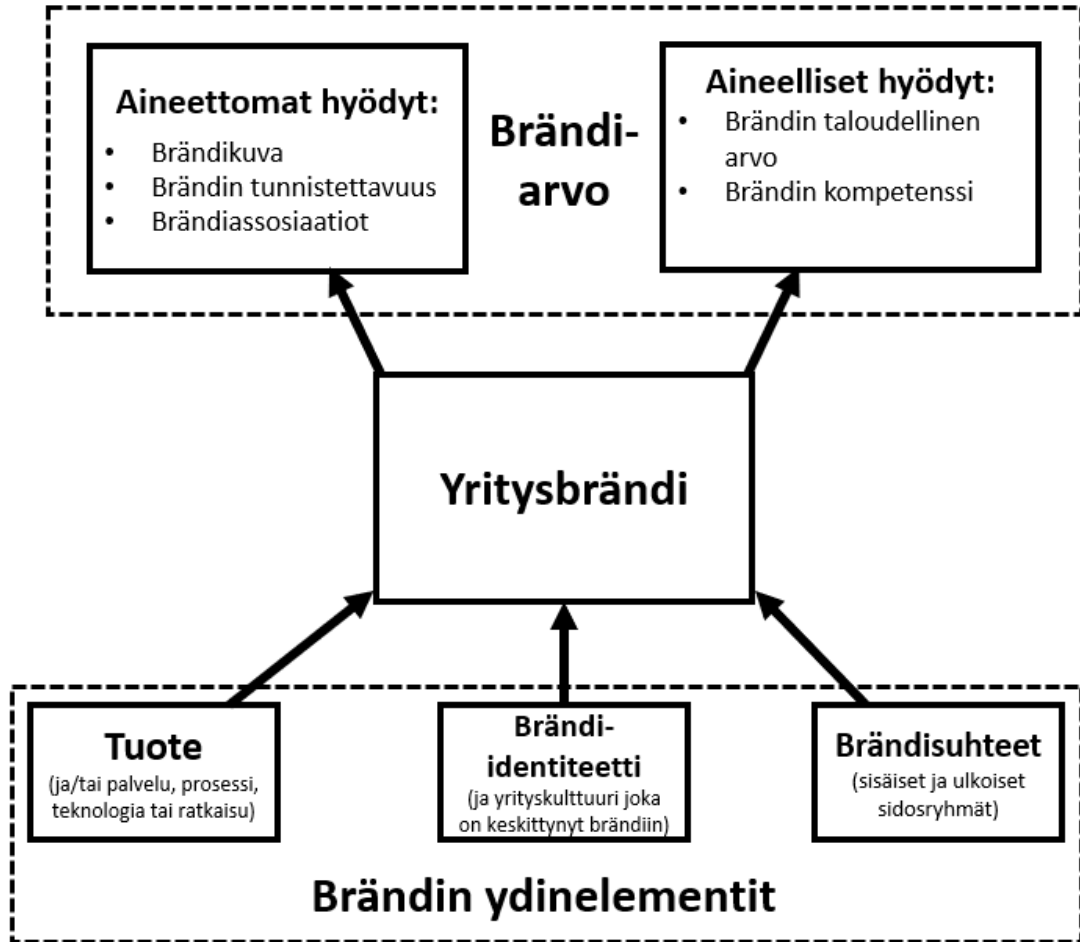 Aineettomat hyödyt:
• Brändikuva
• Brändin tunnistettavuus
• Brändiassosiaatiot
Brändi-
arvo
Aineelliset hyödyt:
• Brändin taloudellinen
arvo
• Brändin kompetenssi
Yritysbrändi
Tuote
(ja/tai palvelu, prosessi,
teknologia tai ratkaisu)
Brändi-
identiteetti
(ja yrityskulttuuri joka
on keskittynyt brändiin)
Brändisuhteet
(sisäiset ja ulkoiset
sidosryhmät)
Brändin ydinelementit